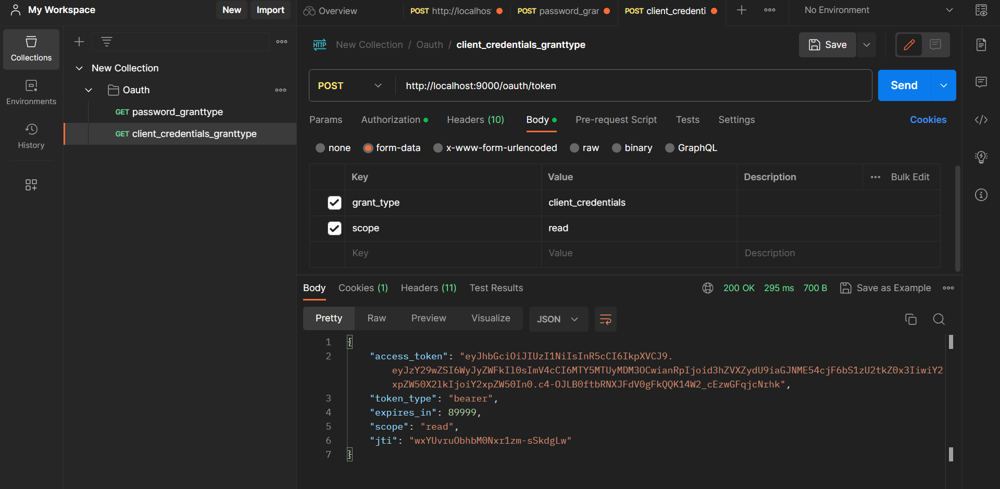 My Workspace
New
Import
Overview
POST http://localhos
POST password_grar
POST client_credenti
No Environment
Collections
Environments
History
New Collection
Oauth
GET password_granttype
GET client_credentials_granttype
HTTP New Collection / Oauth / client_credentials_granttype
Save
POST
http://localhost:9000/oauth/token
Send
Params
Authorization
Headers (10)
Body
Pre-request Script
Tests
Settings
Cookies
none
form-data
x-www-form-urlencoded
raw
binary
GraphQL
Key
Value
Description
Bulk Edit
grant_type
client_credentials
scope
read
Key
Value
Description
Body
Cookies (1)
Headers (11)
Test Results
200 OK
295 ms
700 B
Save as Example
Pretty
Raw
Preview
Visualize
JSON
1 {
2 "access_token": "eyJhbGciOiJIUzI1NiIsInR5cCI6IkpXVCJ9.
eyJzY29wZSI6WyJyZWFkIl0sImV4cCI6MTY5MTUyMDM3OCwianRpIjoid3hZVXZydU9iaGJNME54cjF6bS1zU2tkZ0x3IiwiY2
xpZW50X2lkIjoiY2xpZW50In0.c4-OJLB0ftbRNXJFdV0gFkQQK14W2_cEzwGFqjcNrhk",
3 "token_type": "bearer",
4 "expires_in": 89999,
5 "scope": "read",
6 "jti": "wxYUvruObhbM0Nxr1zm-sSkdgLw"
7 }